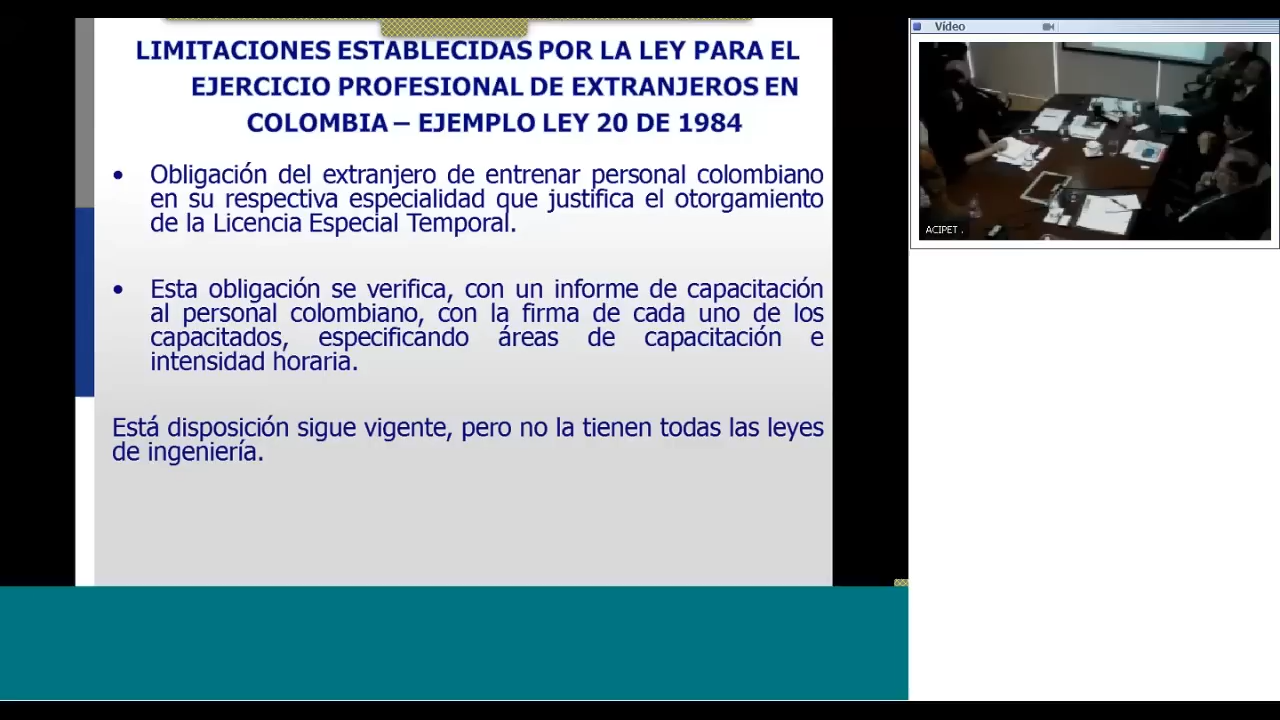 LIMITACIONES ESTABLECIDAS POR LA LEY PARA EL
EJERCICIO PROFESIONAL DE EXTRANJEROS EN
COLOMBIA – EJEMPLO LEY 20 DE 1984
• Obligación del extranjero de entrenar personal colombiano
en su respectiva especialidad que justifica el otorgamiento
de la Licencia Especial Temporal.
• Esta obligación se verifica, con un informe de capacitación
al personal colombiano, con la firma de cada uno de los
capacitados, especificando áreas de capacitación e
intensidad horaria.
Está disposición sigue vigente, pero no la tienen todas las leyes
de ingeniería.
Vídeo
ACIPET .